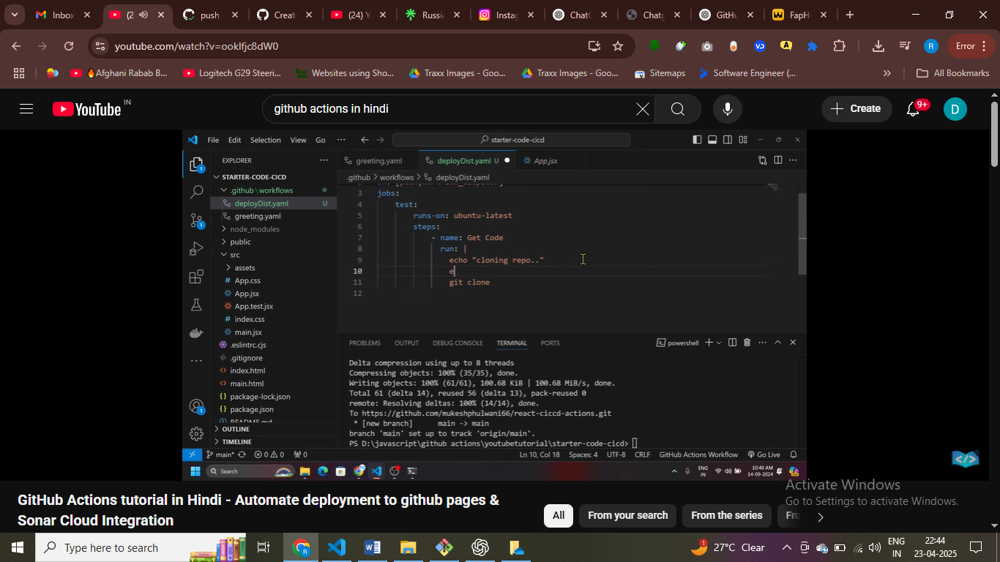 Inbox
(2
push
Create
(24) Y
Russia
Instag
ChatG
Chatg
GitHu
FapHo
youtube.com/watch?v=ooklfjc8dW0
Error
Afghani Rabab B...
Logitech G29 Steeri...
Websites using Sho...
Traxx Images - Goo...
Traxx Images - Goo...
Sitemaps
Software Engineer (...
All Bookmarks
YouTube IN
github actions in hindi
Create
9+
D
File Edit Selection View Go
starter-code-cicd
EXPLORER
greeting.yaml
deployDist.yaml U
App.jsx
STARTER-CODE-CICD
.github > workflows > deployDist.yaml
.github\workflows
deployDist.yaml U
greeting.yaml
node_modules
public
src
assets
App.css
App.jsx
App.test.jsx
index.css
main.jsx
.eslintrc.cjs
.gitignore
index.html
main.html
package-lock.json
package.json
README.md
OUTLINE
TIMELINE
3 jobs:
4 test:
5 runs-on: ubuntu-latest
6 steps:
7 - name: Get Code
8 run: |
9 echo "cloning repo.."
10 e
11 git clone
12
PROBLEMS OUTPUT DEBUG CONSOLE TERMINAL PORTS
powershell
Delta compression using up to 8 threads
Compressing objects: 100% (35/35), done.
Writing objects: 100% (61/61), 100.68 KiB | 100.68 MiB/s, done.
Total 61 (delta 14), reused 56 (delta 13), pack-reused 0
remote: Resolving deltas: 100% (14/14), done.
To https://github.com/mukeshphulwani66/react-ciccd-actions.git
* [new branch] main -> main
branch 'main' set up to track 'origin/main'.
PS D:\javascript\github actions\youtubetutorial\starter-code-cicd>
main* 0 0 0 Ln 10, Col 18 Spaces: 4 UTF-8 CRLF GitHub Actions Workflow Go Live
Search
ENG
IN
10:40 AM
14-09-2024
GitHub Actions tutorial in Hindi - Automate deployment to github pages &
Sonar Cloud Integration
All
From your search
From the series
Fro
Activate Windows
Go to Settings to activate Windows.
Type here to search
27°C Clear
ENG
IN
22:44
23-04-2025